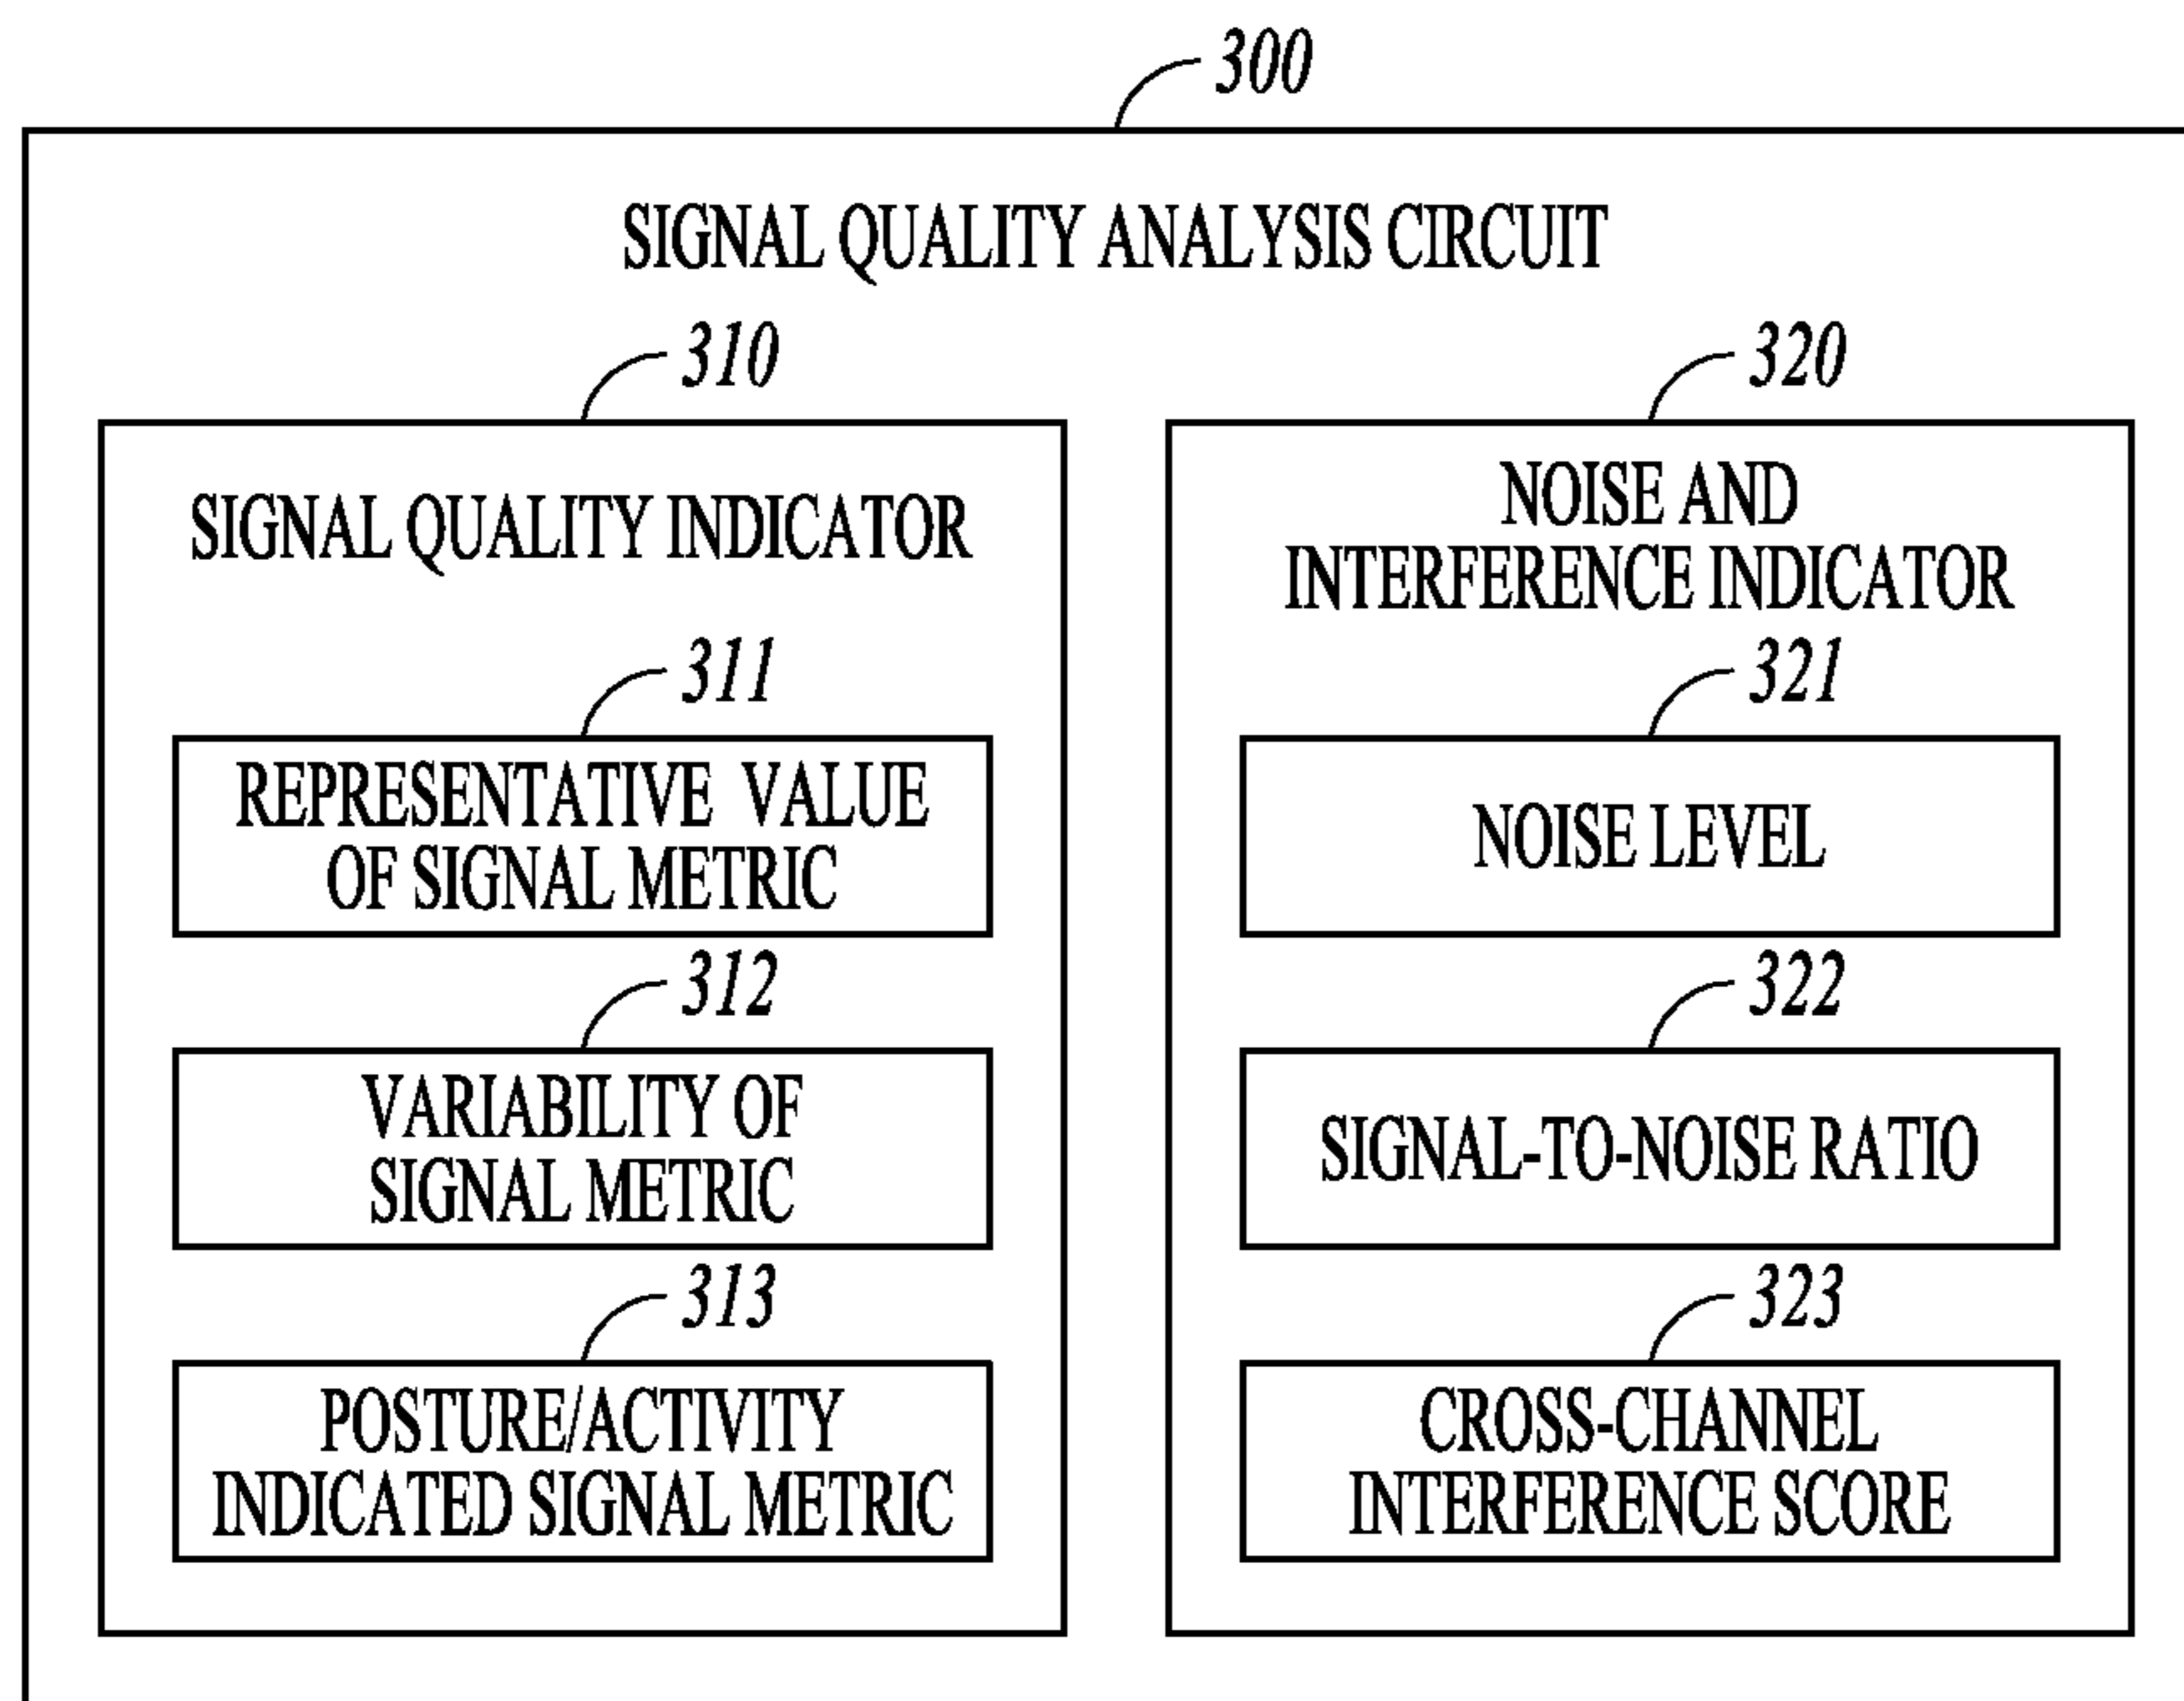 300
SIGNAL QUALITY ANALYSIS CIRCUIT
310
SIGNAL QUALITY INDICATOR
311
REPRESENTATIVE VALUE
OF SIGNAL METRIC
312
VARIABILITY OF
SIGNAL METRIC
313
POSTURE/ACTIVITY
INDICATED SIGNAL METRIC
320
NOISE AND
INTERFERENCE INDICATOR
321
NOISE LEVEL
322
SIGNAL-TO-NOISE RATIO
323
CROSS-CHANNEL
INTERFERENCE SCORE